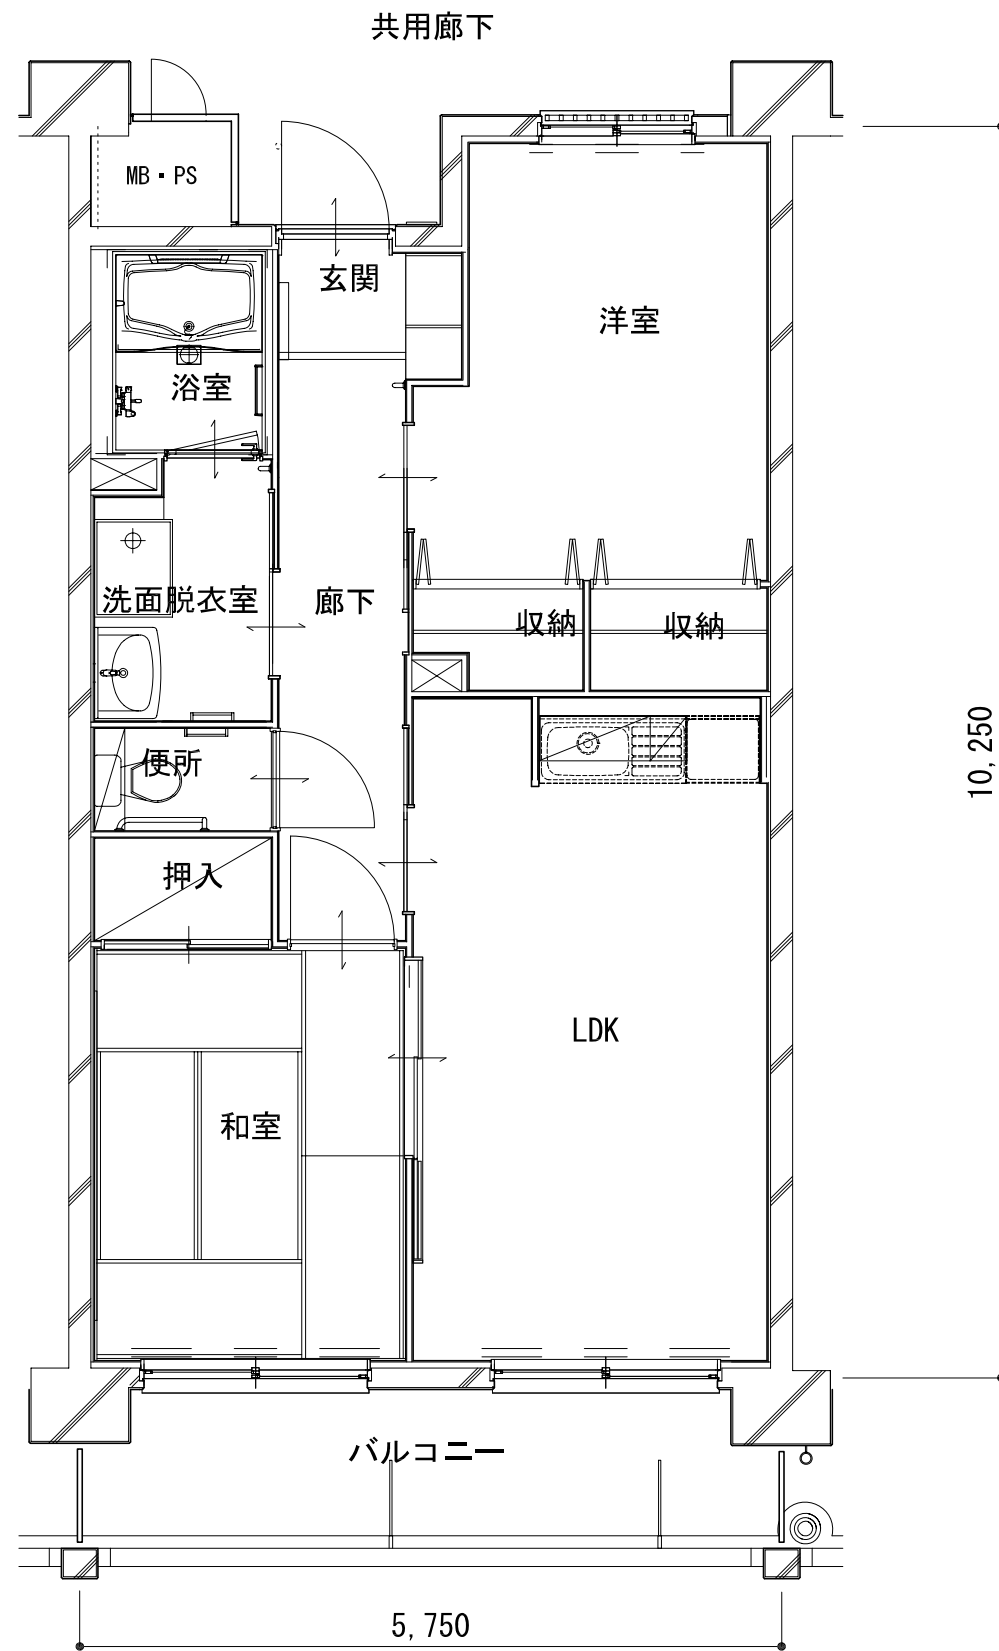 共用廊下
MB・PS
玄関
洋室
浴室
洗面脱衣室
廊下
収納
収納
便所
10,250
押入
LDK
和室
バルコニー
5,750